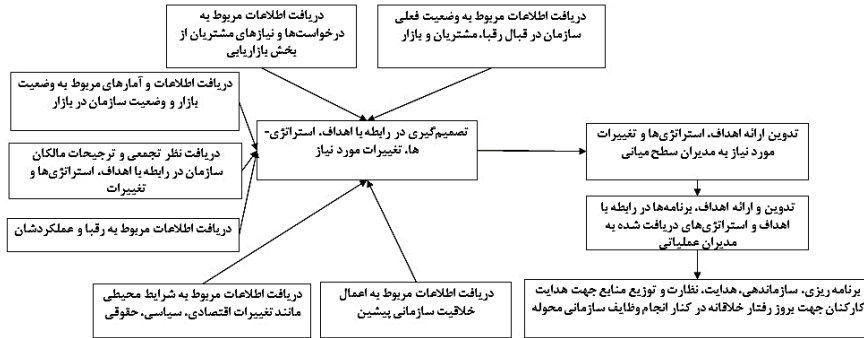 دریافت اطلاعات مربوط به
درخواست‌ها و نیازهای مشتریان از
بخش بازاریابی
دریافت اطلاعات مربوط به وضعیت فعلی
سازمان در قبال رقبا، مشتریان و بازار
دریافت اطلاعات و آمارهای مربوط به وضعیت
بازار و وضعیت سازمان در بازار
تصمیم‌گیری در رابطه با اهداف، استراتژی-
ها، تغییرات مورد نیاز
تدوین ارائه اهداف، استراتژی‌ها و تغییرات
مورد نیاز به مدیران سطح میانی
دریافت نظر تجمعی و ترجیحات مالکان
سازمان در رابطه با اهداف، استراتژی‌ها و
تغییرات
تدوین و ارائه اهداف، برنامه‌ها در رابطه با
اهداف و استراتژی‌های دریافت شده به
مدیران عملیاتی
دریافت اطلاعات مربوط به رقبا و عملکردشان
دریافت اطلاعات مربوط به شرایط محیطی
مانند تغییرات اقتصادی، سیاسی، حقوقی
دریافت اطلاعات مربوط به اعمال
خلاقیت سازمانی پیشین
برنامه ریزی، سازماندهی، هدایت، نظارت و توزیع منابع جهت هدایت
کارکنان جهت بروز رفتار خلاقانه در کنار انجام وظایف سازمانی محوله